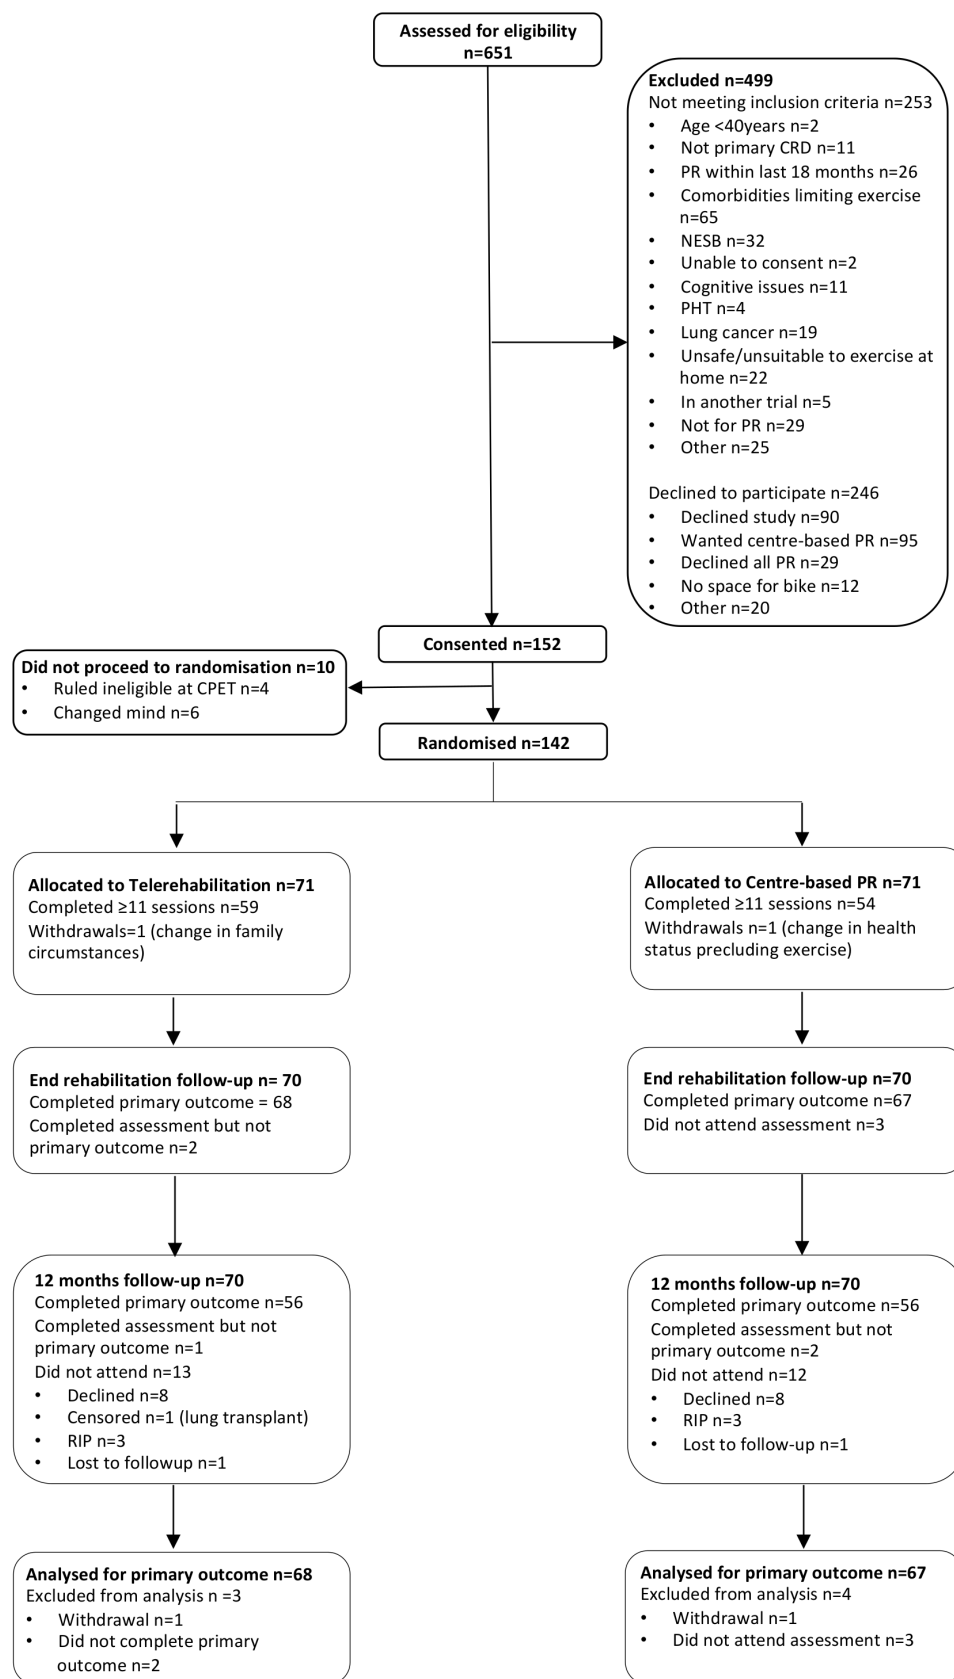 Assessed for eligibility
n=651
Excluded n=499
Not meeting inclusion criteria n=253
• Age <40years n=2
• Not primary CRD n=11
• PR within last 18 months n=26
• Comorbidities limiting exercise
n=65
• NESB n=32
• Unable to consent n=2
• Cognitive issues n=11
• PHT n=4
• Lung cancer n=19
• Unsafe/unsuitable to exercise at
home n=22
• In another trial n=5
• Not for PR n=29
• Other n=25
Declined to participate n=246
• Declined study n=90
• Wanted centre-based PR n=95
• Declined all PR n=29
• No space for bike n=12
• Other n=20
Consented n=152
Did not proceed to randomisation n=10
• Ruled ineligible at CPET n=4
• Changed mind n=6
Randomised n=142
Allocated to Telerehabilitation n=71
Completed ≥11 sessions n=59
Withdrawals=1 (change in family
circumstances)
Allocated to Centre-based PR n=71
Completed ≥11 sessions n=54
Withdrawals n=1 (change in health
status precluding exercise)
End rehabilitation follow-up n= 70
Completed primary outcome = 68
Completed assessment but not
primary outcome n=2
End rehabilitation follow-up n=70
Completed primary outcome n=67
Did not attend assessment n=3
12 months follow-up n=70
Completed primary outcome n=56
Completed assessment but not
primary outcome n=1
Did not attend n=13
• Declined n=8
• Censored n=1 (lung transplant)
• RIP n=3
• Lost to followup n=1
12 months follow-up n=70
Completed primary outcome n=56
Completed assessment but not
primary outcome n=2
Did not attend n=12
• Declined n=8
• RIP n=3
• Lost to follow-up n=1
Analysed for primary outcome n=68
Excluded from analysis n =3
• Withdrawal n=1
• Did not complete primary
outcome n=2
Analysed for primary outcome n=67
Excluded from analysis n=4
• Withdrawal n=1
• Did not attend assessment n=3